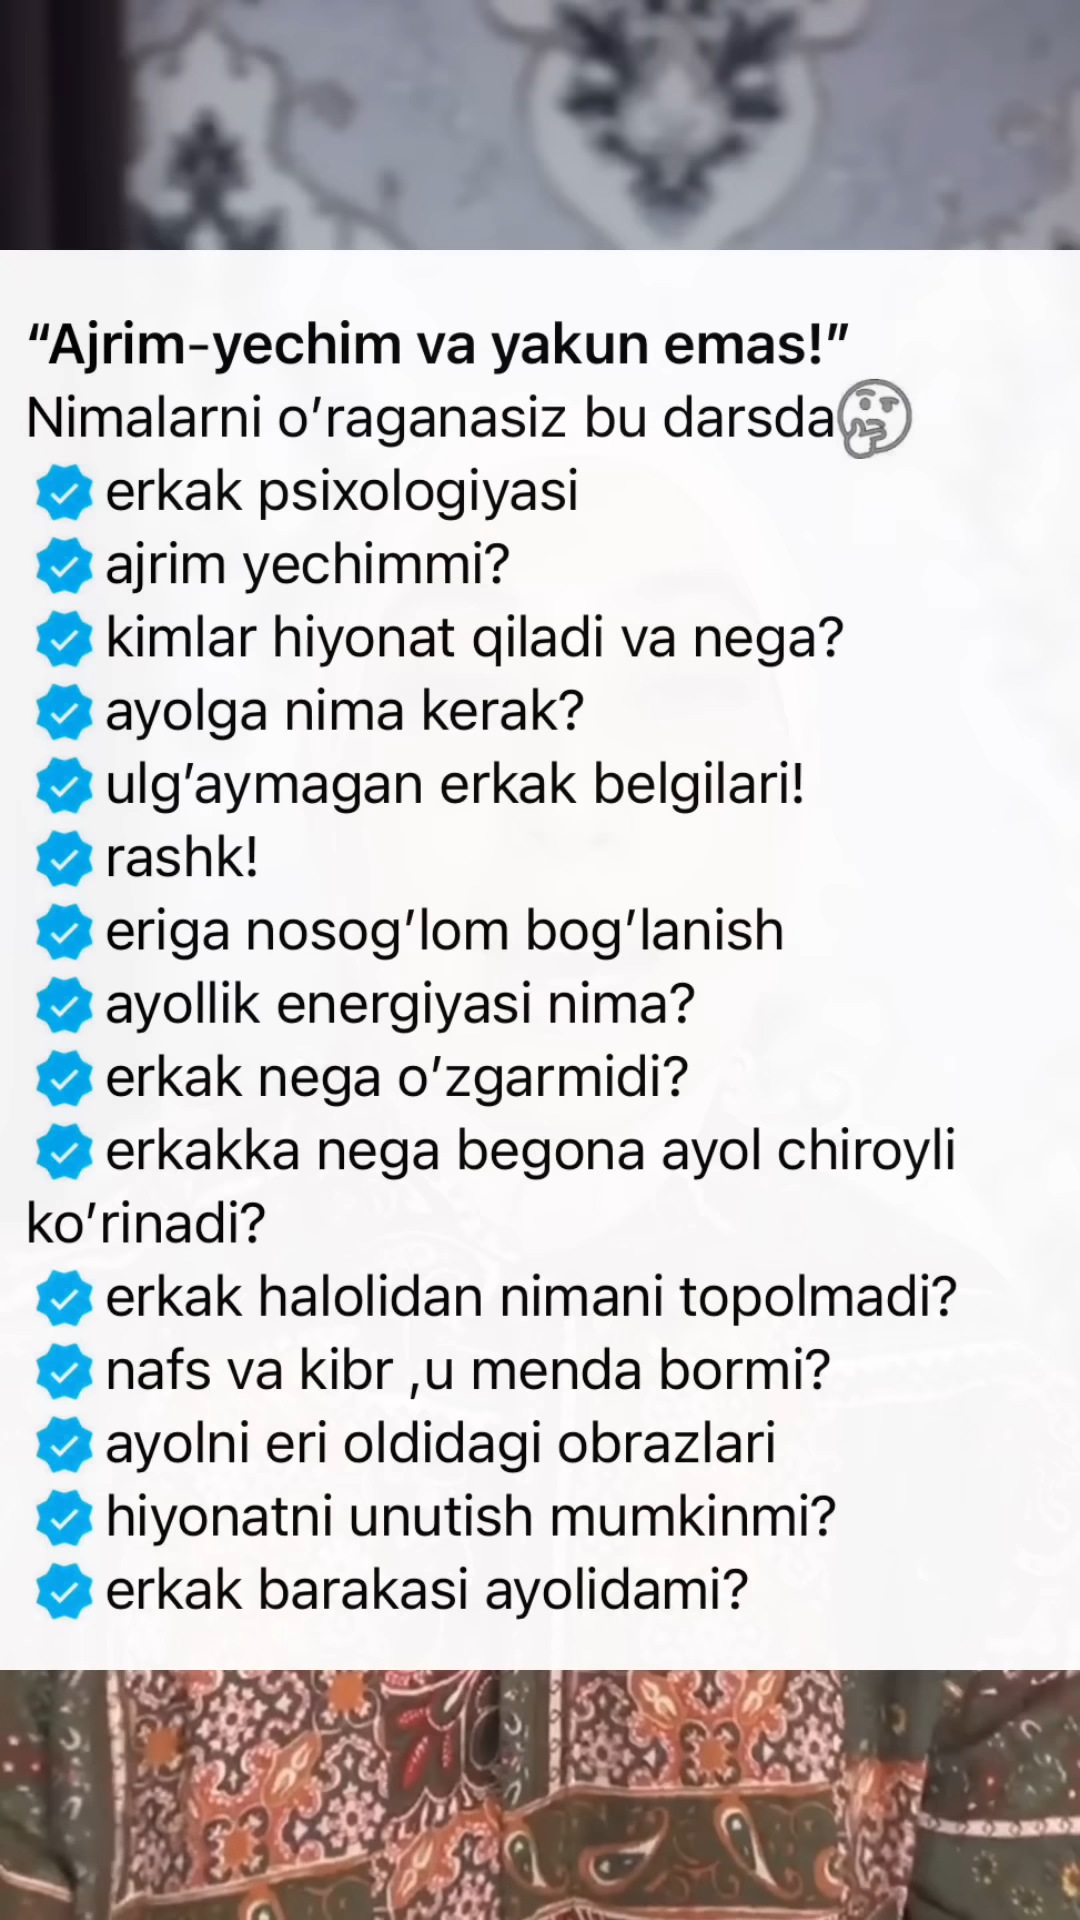 “Ajrim-yechim va yakun emas!”
Nimalarni o‘raganasiz bu darsda🤔
erkak psixologiyasi
ajrim yechimmi?
kimlar hiyonat qiladi va nega?
ayolga nima kerak?
ulg‘aymagan erkak belgilari!
rashk!
eriga nosog‘lom bog‘lanish
ayollik energiyasi nima?
erkak nega o‘zgarmidi?
erkakka nega begona ayol chiroyli
ko‘rinadi?
erkak halolidan nimani topolmadi?
nafs va kibr ,u menda bormi?
ayolni eri oldidagi obrazlari
hiyonatni unutish mumkinmi?
erkak barakasi ayolidami?